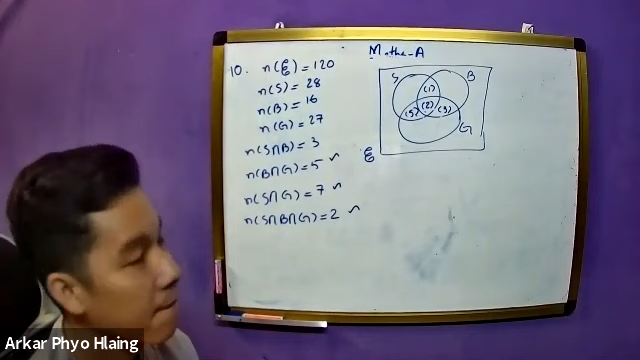 Maths-A
10. n(ξ) = 120
n(S) = 28
n(B) = 16
n(G) = 27
n(S∩B) = 3
n(B∩G) = 5 ✓
n(S∩G) = 7 ✓
n(S∩B∩G) = 2 ✓
S B
(1)
(5) (2) (3)
G
ξ
Arkar Phyo Hlaing